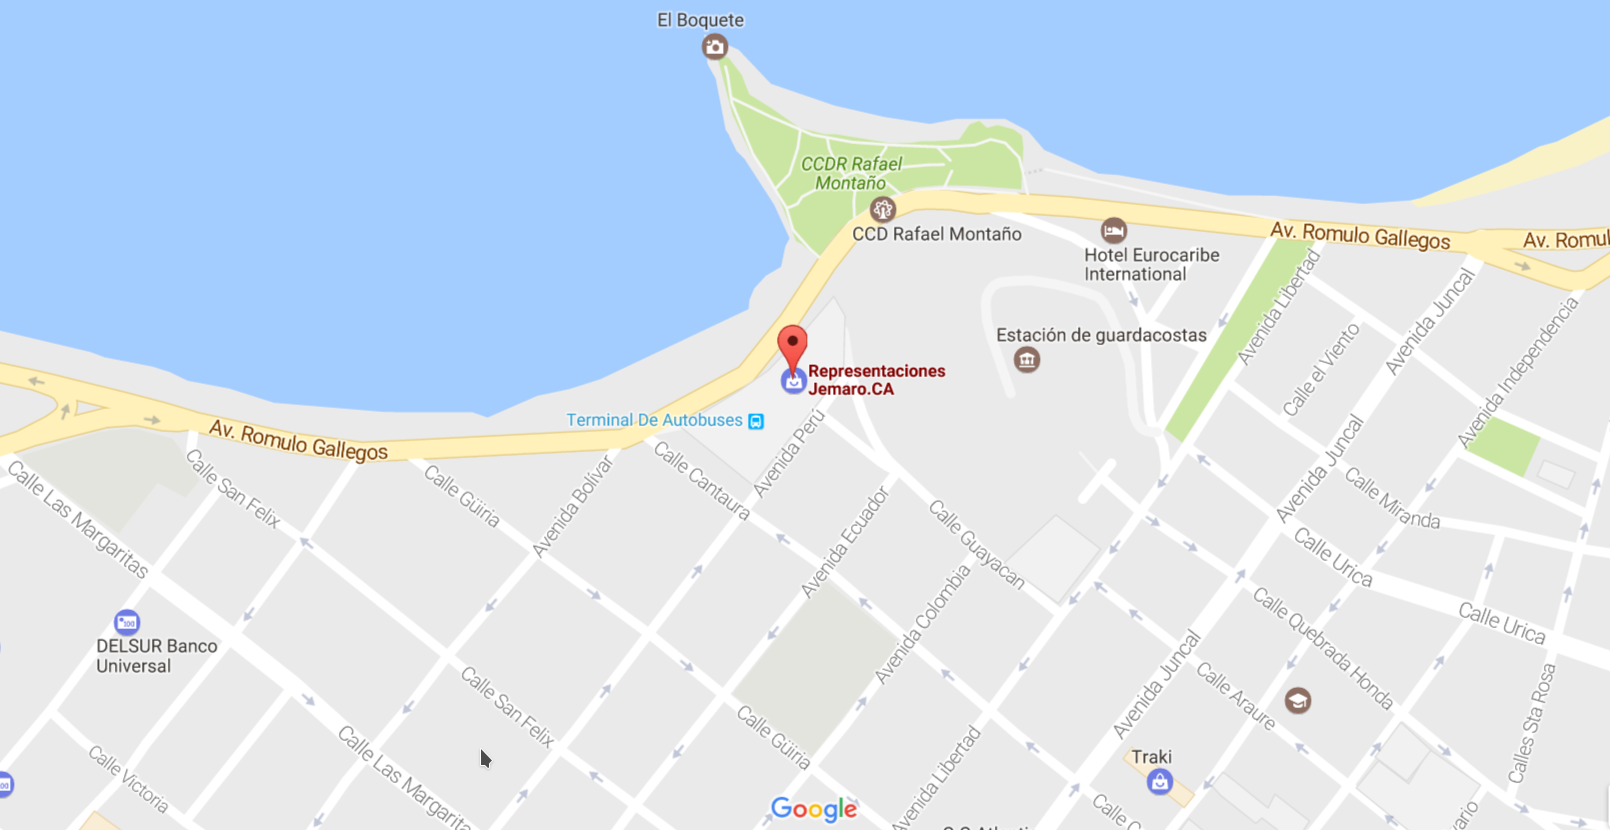 El Boquete
CCDR Rafael
Montaño
CCD Rafael Montaño
Av. Romulo Gallegos
Av. Romul
Hotel Eurocaribe
International
Avenida Libertad
Avenida Juncal
Avenida Independencia
Calle el Viento
Estación de guardacostas
Representaciones
Jemaro.CA
Terminal De Autobuses
Av. Romulo Gallegos
Calle Las Margaritas
Calle San Felix
Calle Güiria
Avenida Bolívar
Calle Cantaura
Avenida Perú
Avenida Ecuador
Calle Guayacan
Avenida Colombia
Avenida Juncal
Calle Miranda
Calle Urica
Calle Urica
Calle Quebrada Honda
Calle Araure
Avenida Juncal
Calles Sta Rosa
100
DELSUR Banco
Universal
Calle San Felix
Calle Güiria
Calle Victoria
Calle Las Margarita
Avenida Libertad
Traki
Calle C
Google